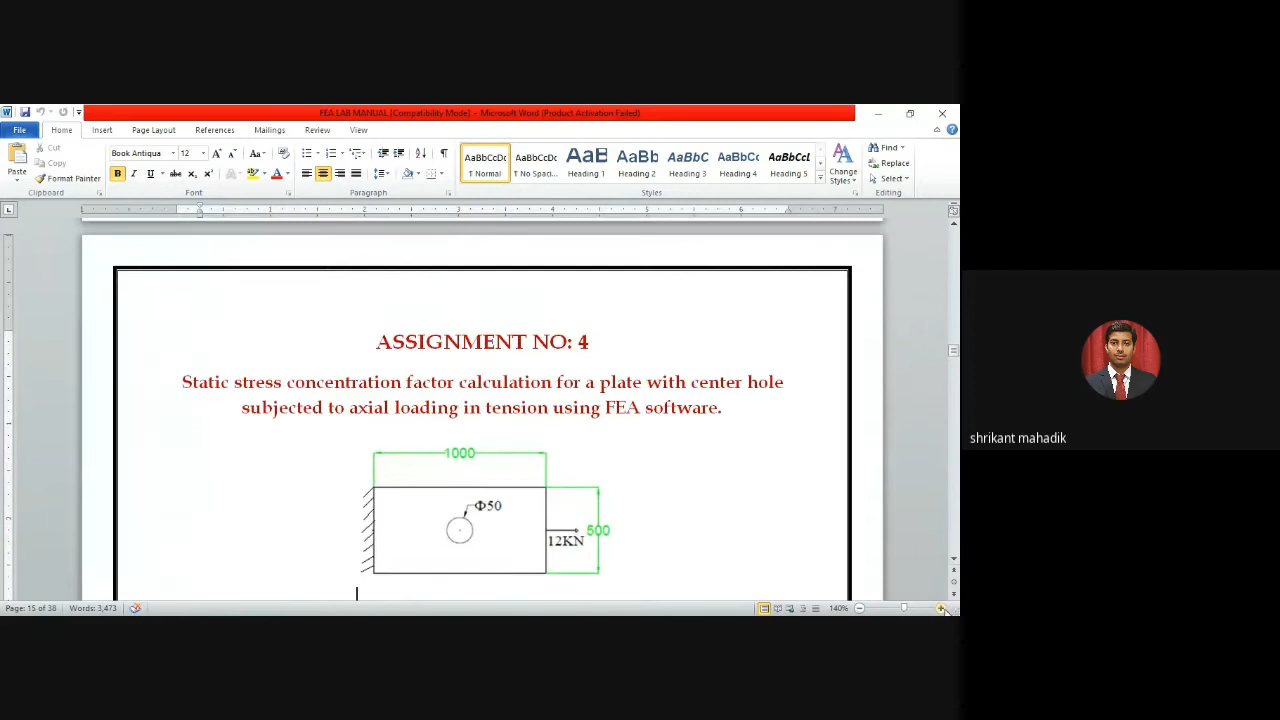 FEA LAB MANUAL [Compatibility Mode] - Microsoft Word (Product Activation Failed)
File Home Insert Page Layout References Mailings Review View
Paste
Cut
Copy
Format Painter
Clipboard
Book Antiqua 12
Font
Paragraph
AaBbCcDc AaBbCcDc AaB AaBbCc AaBbC AaBbCc AaBbCcl
¶ Normal ¶ No Spaci... Heading 1 Heading 2 Heading 3 Heading 4 Heading 5
Change Styles
Styles
Find
Replace
Select
Editing
ASSIGNMENT NO: 4
Static stress concentration factor calculation for a plate with center hole
subjected to axial loading in tension using FEA software.
1000
Φ50
500
12KN
Page: 15 of 38 Words: 3,473 140%
shrikant mahadik